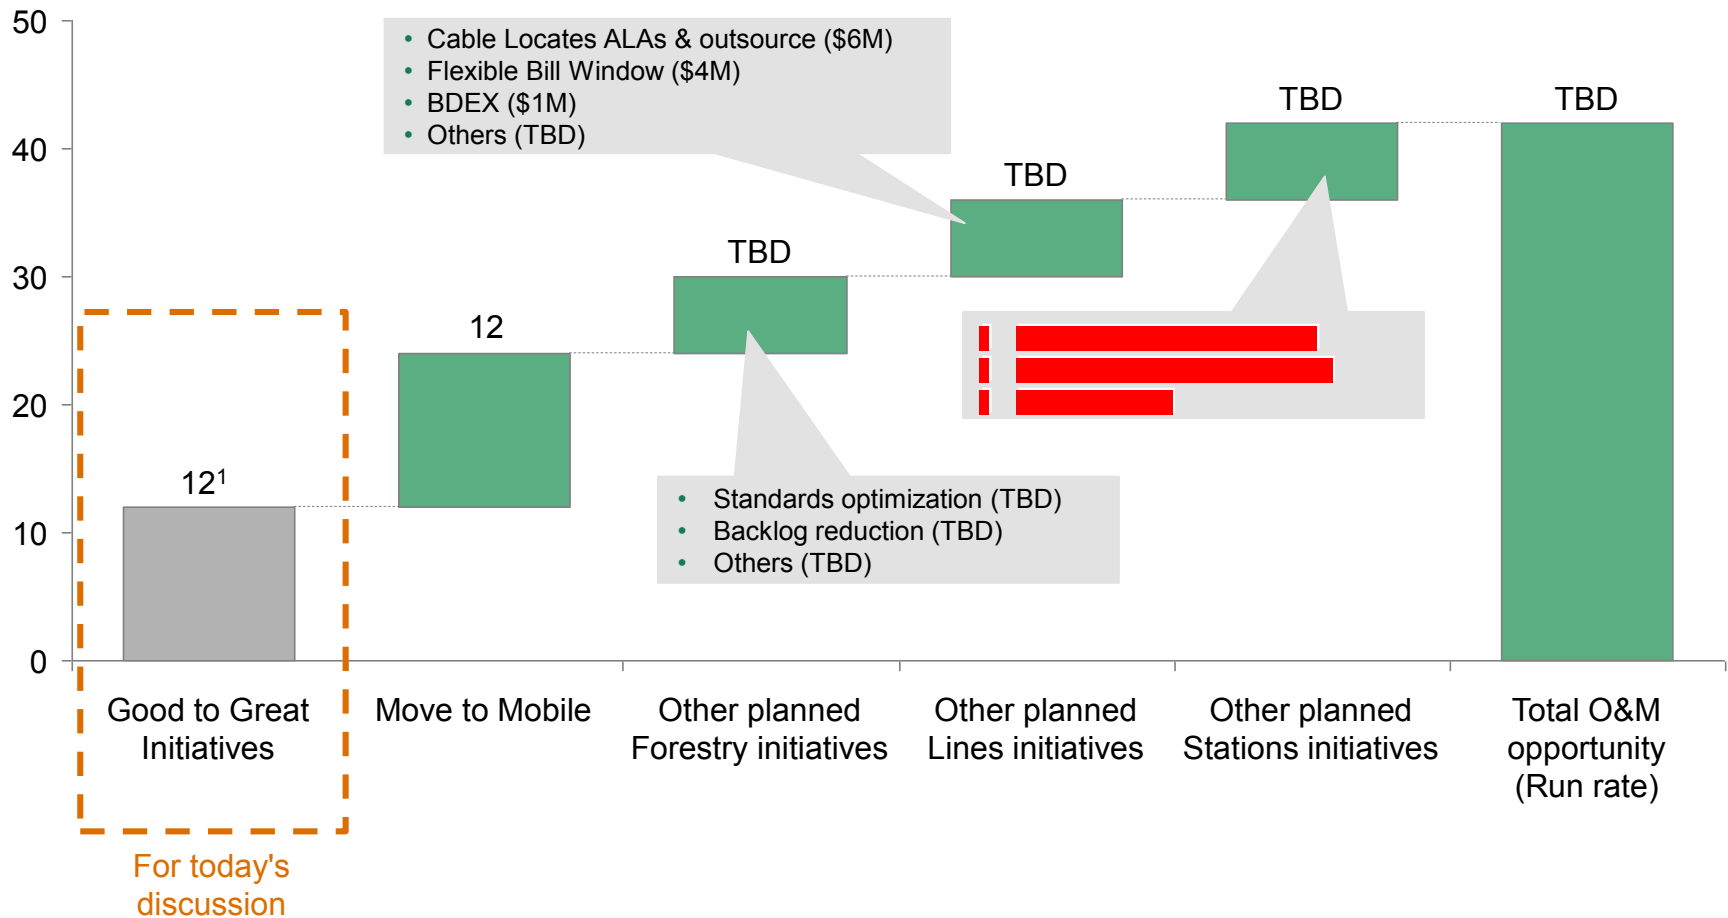 50
40
30
20
10
0
• Cable Locates ALAs & outsource ($6M)
• Flexible Bill Window ($4M)
• BDEX ($1M)
• Others (TBD)
12¹
12
TBD
TBD
TBD
TBD
• Standards optimization (TBD)
• Backlog reduction (TBD)
• Others (TBD)
Good to Great
Initiatives
Move to Mobile
Other planned
Forestry initiatives
Other planned
Lines initiatives
Other planned
Stations initiatives
Total O&M
opportunity
(Run rate)
For today's
discussion